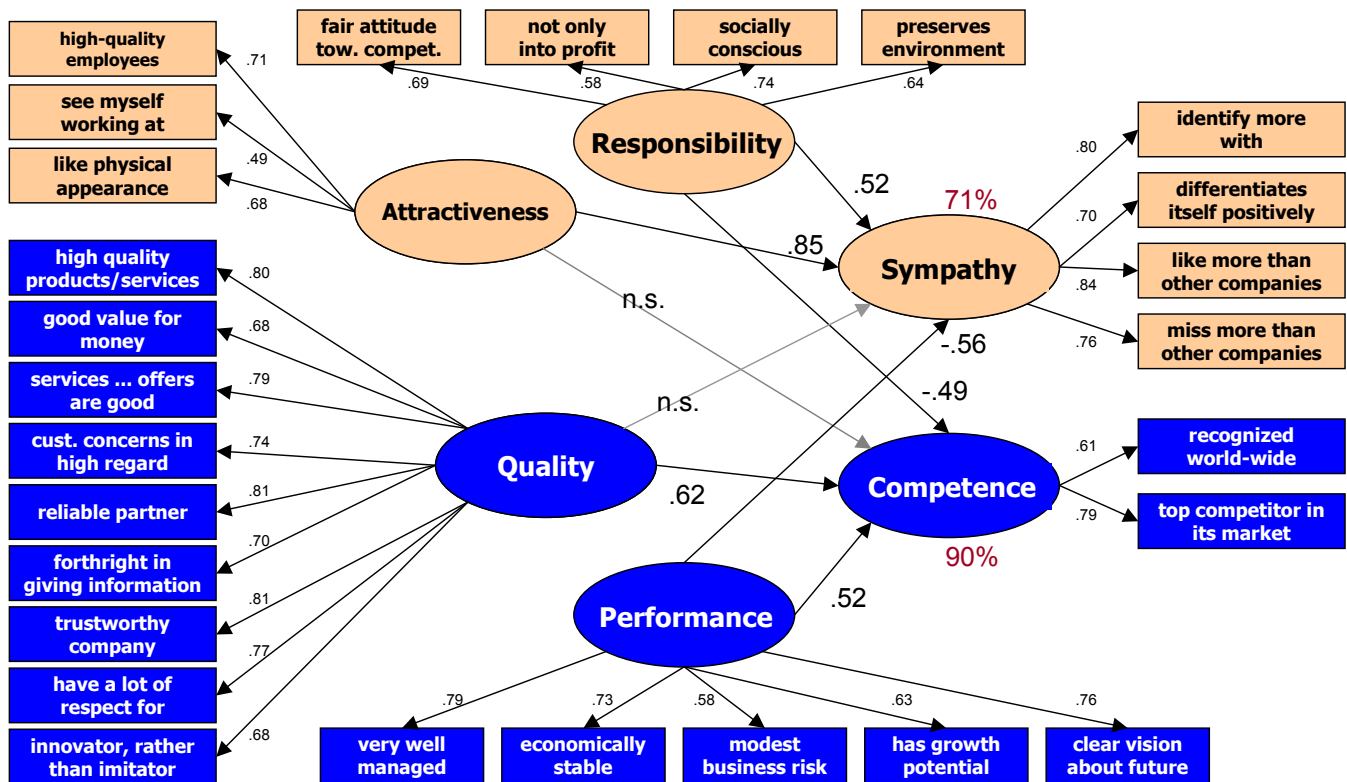 high-quality
employees
.71
see myself
working at
.49
like physical
appearance
.68
fair attitude
tow. compet.
.69
not only
into profit
.58
socially
conscious
.74
preserves
environment
.64
Responsibility
Attractiveness
.52
.85
71%
Sympathy
identify more
with
.80
differentiates
itself positively
.70
like more than
other companies
.84
miss more than
other companies
.76
n.s.
n.s.
-.56
-.49
high quality
products/services
.80
good value for
money
.68
services ... offers
are good
.79
cust. concerns in
high regard
.74
reliable partner
.81
forthright in
giving information
.70
trustworthy
company
.81
have a lot of
respect for
.77
innovator, rather
than imitator
.68
Quality
.62
Competence
90%
recognized
world-wide
.61
top competitor in
its market
.79
Performance
.52
very well
managed
.79
economically
stable
.73
modest
business risk
.58
has growth
potential
.63
clear vision
about future
.76